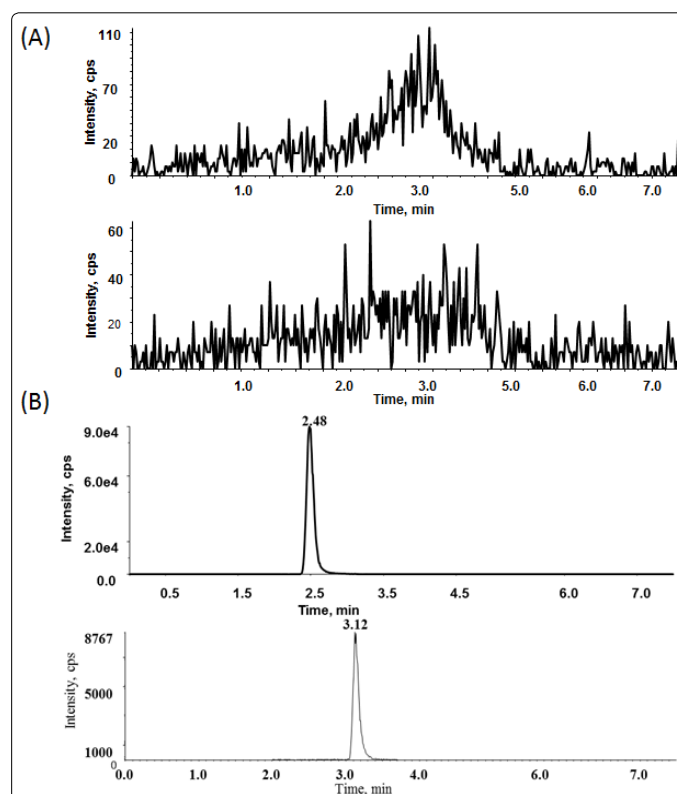 (A)
Intensity, cps
110
70
20
0
1.0 2.0 3.0 5.0 6.0 7.0
Time, min
Intensity, cps
60
40
20
0
1.0 2.0 3.0 5.0 6.0 7.0
Time, min
(B)
2.48
Intensity, cps
9.0e4
6.0e4
2.0e4
0.0
0.5 1.5 2.5 3.5 4.5 6.0 7.0
Time, min
3.12
Intensity, cps
8767
5000
1000
0
0.0 1.0 2.0 3.0 4.0 6.0 7.0
Time, min